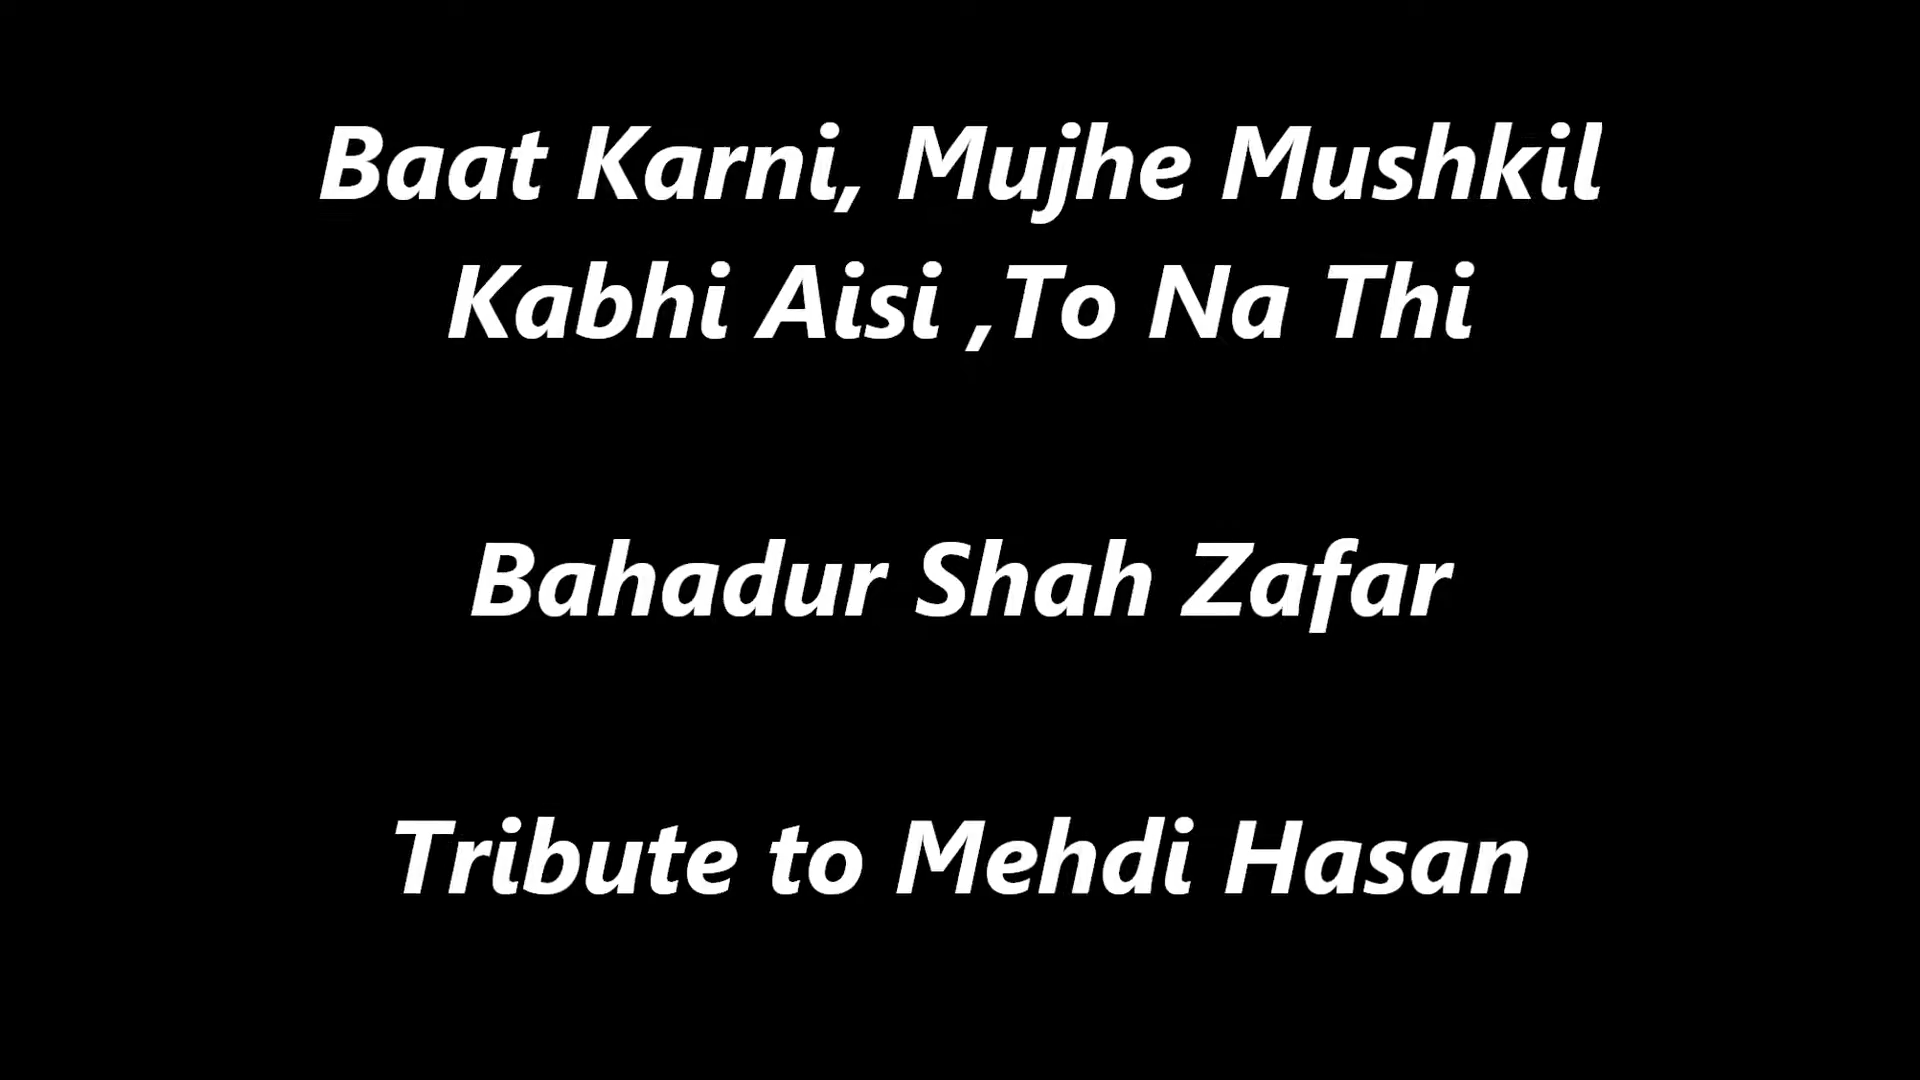 Baat Karni, Mujhe Mushkil
Kabhi Aisi ,To Na Thi
Bahadur Shah Zafar
Tribute to Mehdi Hasan